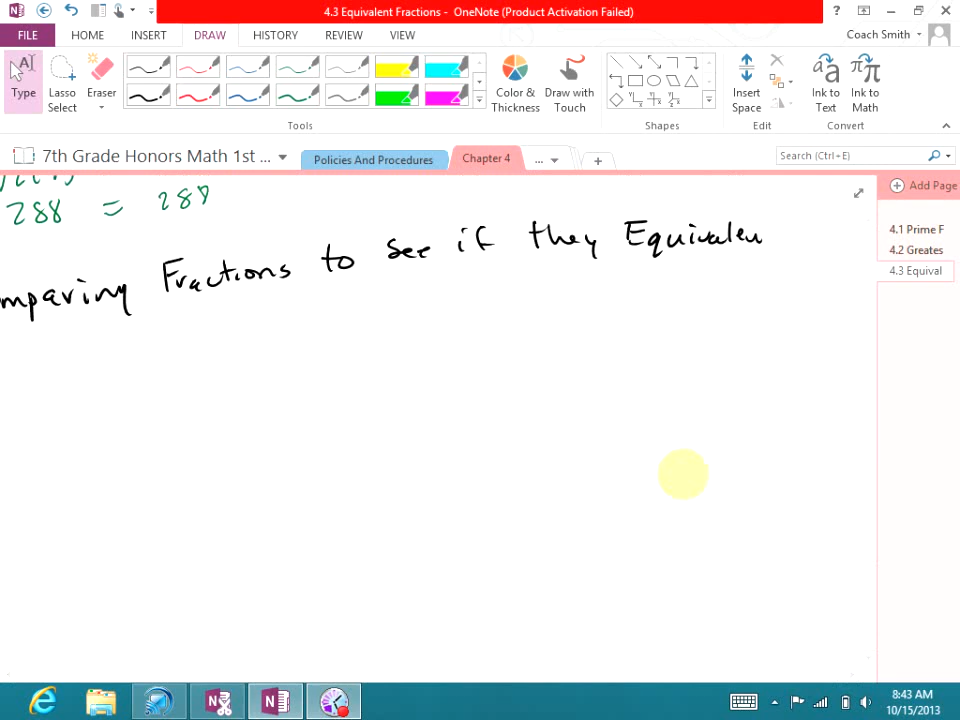 4.3 Equivalent Fractions - OneNote (Product Activation Failed)
?
FILE HOME INSERT DRAW HISTORY REVIEW VIEW
Coach Smith
Type
Lasso Select
Eraser
Color & Thickness
Draw with Touch
Insert Space
Ink to Text
Ink to Math
Tools
Shapes
Edit
Convert
7th Grade Honors Math 1st ...
Policies And Procedures
Chapter 4
...
+
Search (Ctrl+E)
Add Page
4.1 Prime F
4.2 Greates
4.3 Equival
288 = 288
mparing Fractions to see if they Equivalen
8:43 AM
10/15/2013